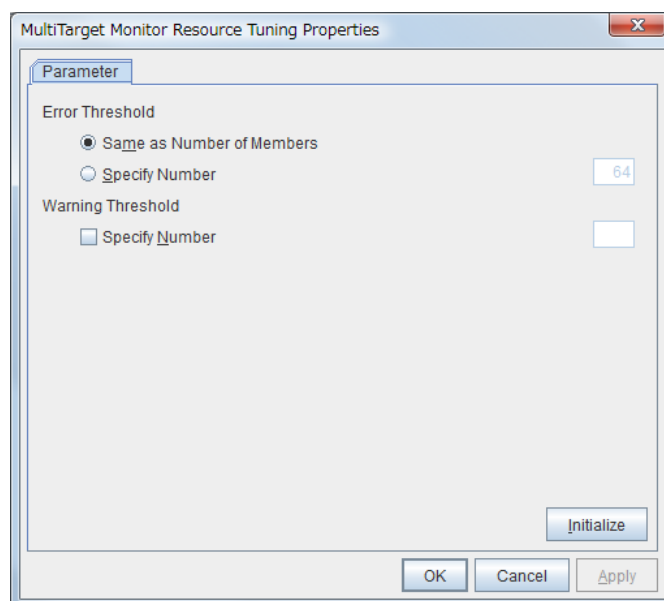 MultiTarget Monitor Resource Tuning Properties
Parameter
Error Threshold
Same as Number of Members
Specify Number 64
Warning Threshold
Specify Number
Initialize
OK Cancel Apply